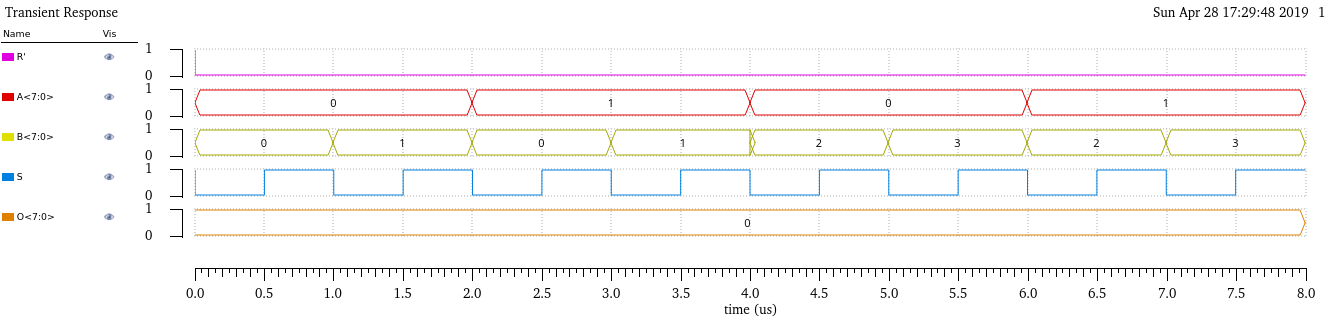 Transient Response Sun Apr 28 17:29:48 2019 1
Name Vis
R' 1
0
A<7:0> 1 0 1 0 1
0
B<7:0> 1 0 1 0 1 2 3 2 3
0
S 1
0
O<7:0> 1 0
0
0.0 0.5 1.0 1.5 2.0 2.5 3.0 3.5 4.0 4.5 5.0 5.5 6.0 6.5 7.0 7.5 8.0
time (us)